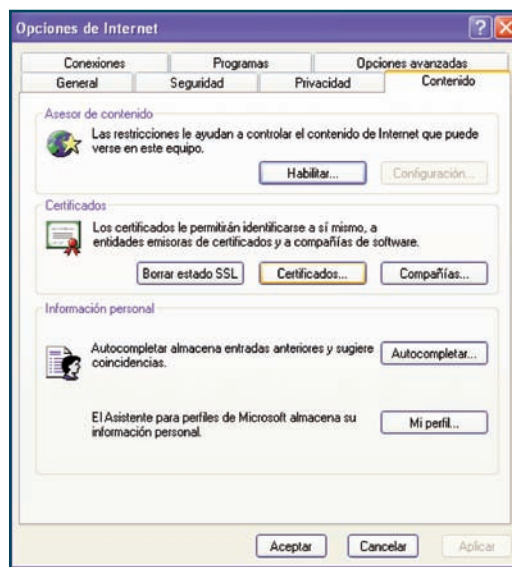 Opciones de Internet
Conexiones Programas Opciones avanzadas
General Seguridad Privacidad Contenido
Asesor de contenido
Las restricciones le ayudan a controlar el contenido de Internet que puede
verse en este equipo.
Habilitar... Configuración...
Certificados
Los certificados le permitirán identificarse a sí mismo, a
entidades emisoras de certificados y a compañías de software.
Borrar estado SSL Certificados... Compañías...
Información personal
Autocompletar almacena entradas anteriores y sugiere
coincidencias.
Autocompletar...
El Asistente para perfiles de Microsoft almacena su
información personal.
Mi perfil...
Aceptar Cancelar Aplicar